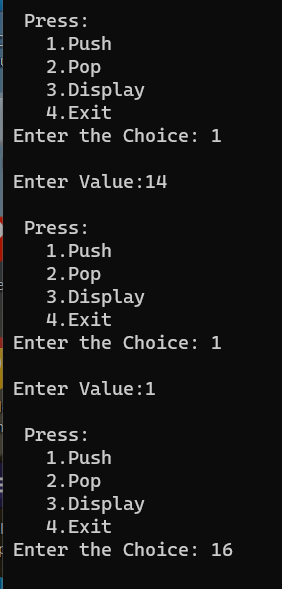 Press:
1.Push
2.Pop
3.Display
4.Exit
Enter the Choice: 1
Enter Value:14
Press:
1.Push
2.Pop
3.Display
4.Exit
Enter the Choice: 1
Enter Value:1
Press:
1.Push
2.Pop
3.Display
4.Exit
Enter the Choice: 16